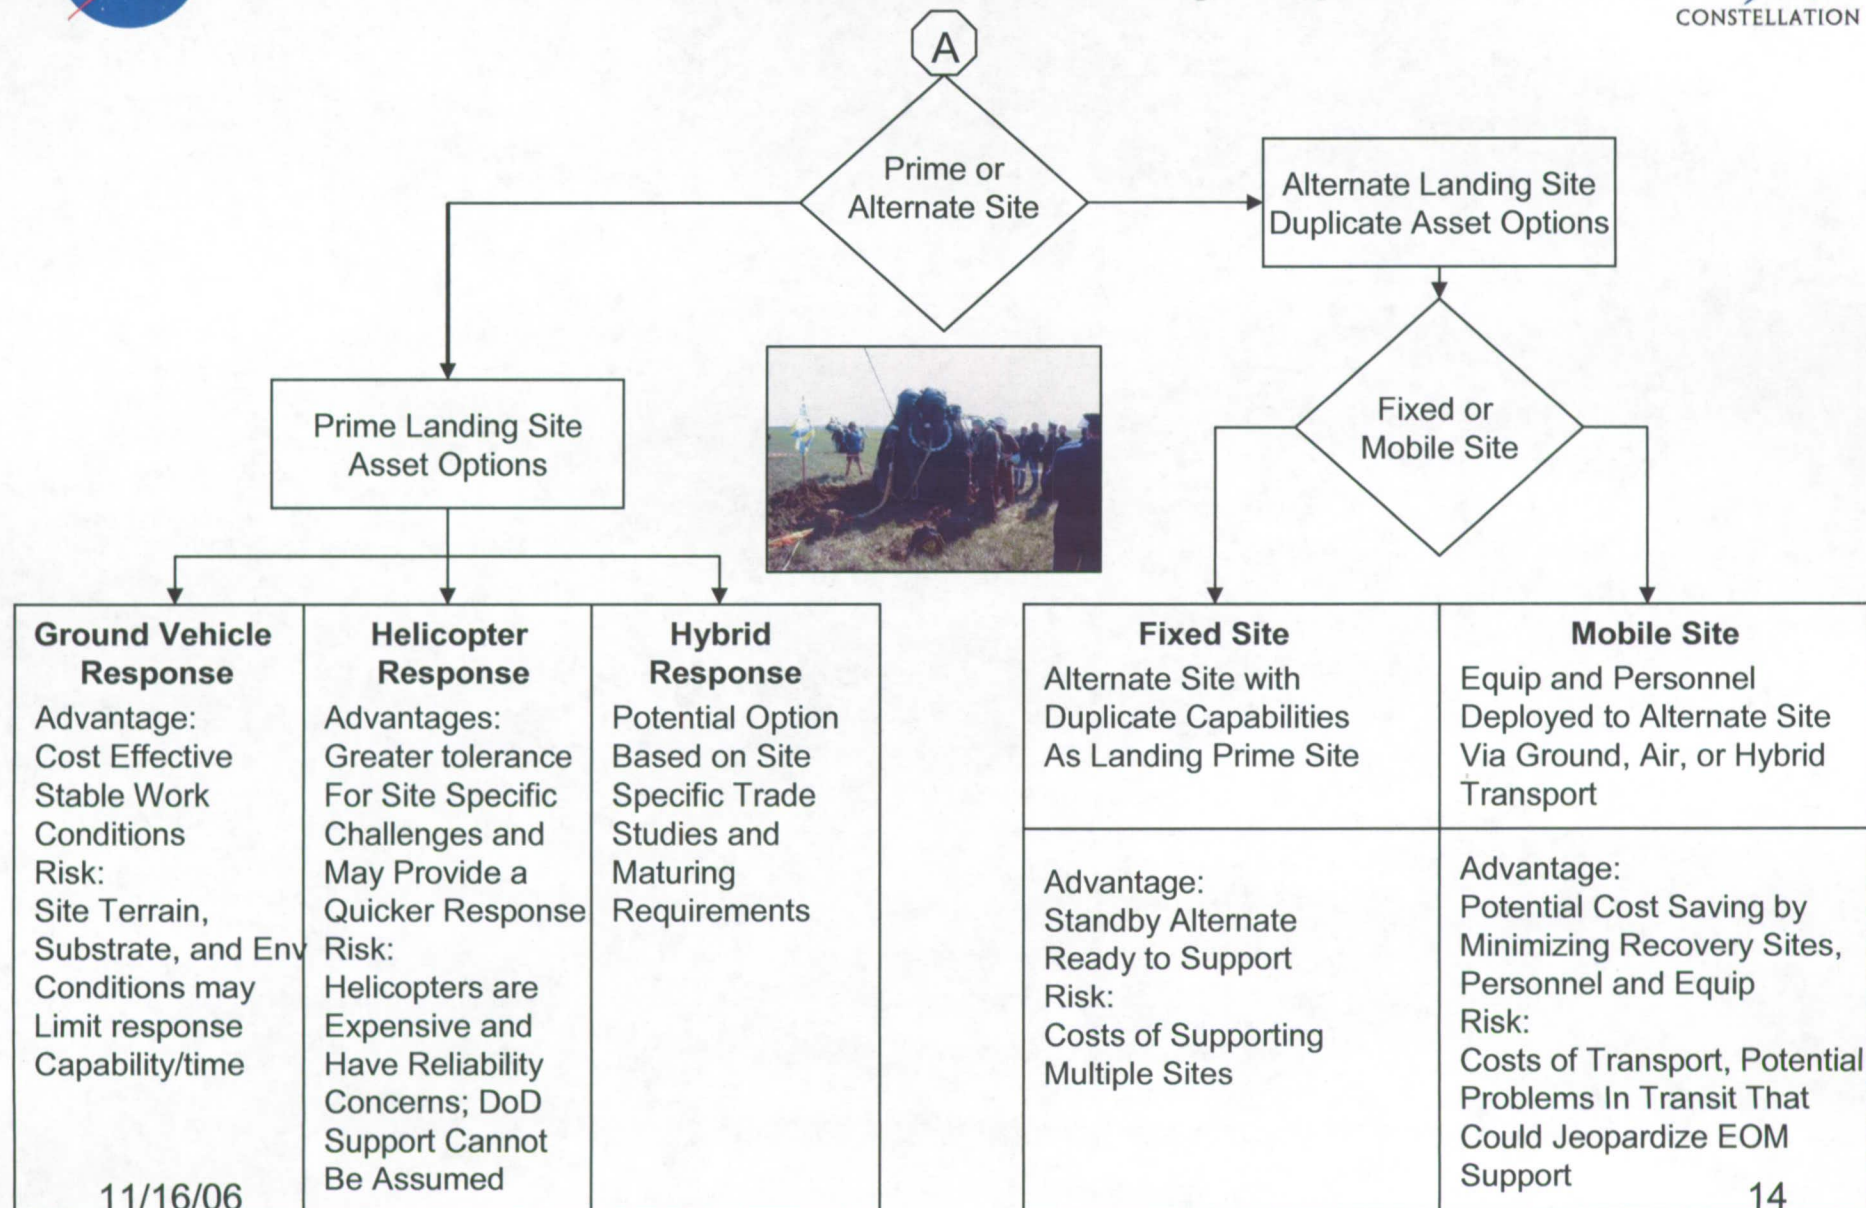 CONSTELLATION
A
Prime or
Alternate Site
Alternate Landing Site
Duplicate Asset Options
Prime Landing Site
Asset Options
Fixed or
Mobile Site
Ground Vehicle
Response
Advantage:
Cost Effective
Stable Work
Conditions
Risk:
Site Terrain,
Substrate, and Env
Conditions may
Limit response
Capability/time
Helicopter
Response
Advantages:
Greater tolerance
For Site Specific
Challenges and
May Provide a
Quicker Response
Risk:
Helicopters are
Expensive and
Have Reliability
Concerns; DoD
Support Cannot
Be Assumed
Hybrid
Response
Potential Option
Based on Site
Specific Trade
Studies and
Maturing
Requirements
Fixed Site
Alternate Site with
Duplicate Capabilities
As Landing Prime Site
Advantage:
Standby Alternate
Ready to Support
Risk:
Costs of Supporting
Multiple Sites
Mobile Site
Equip and Personnel
Deployed to Alternate Site
Via Ground, Air, or Hybrid
Transport
Advantage:
Potential Cost Saving by
Minimizing Recovery Sites,
Personnel and Equip
Risk:
Costs of Transport, Potential
Problems In Transit That
Could Jeopardize EOM
Support
11/16/06
14